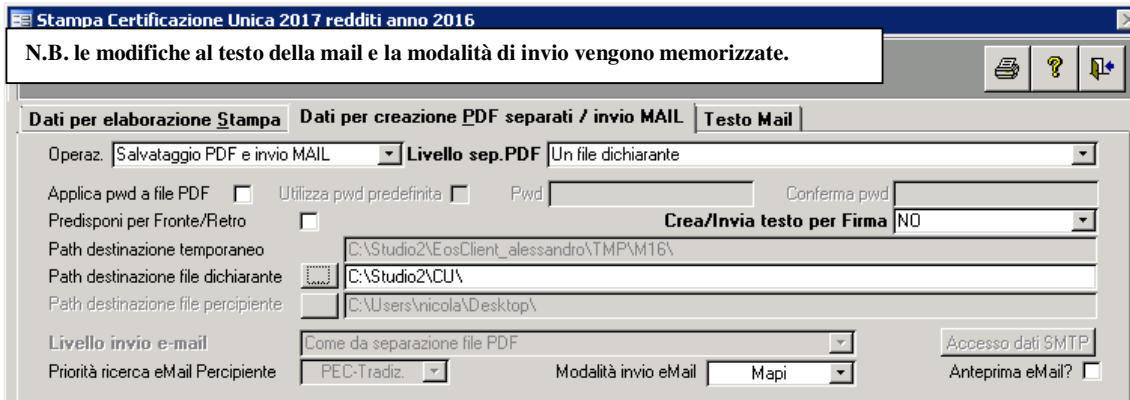 Stampa Certificazione Unica 2017 redditi anno 2016
N.B. le modifiche al testo della mail e la modalità di invio vengono memorizzate.
Dati per elaborazione Stampa Dati per creazione PDF separati / invio MAIL Testo Mail
Operaz. Salvataggio PDF e invio MAIL Livello sep.PDF Un file dichiarante
Applica pwd a file PDF Utilizza pwd predefinita Pwd Conferma pwd
Predisponi per Fronte/Retro Crea/Invia testo per Firma NO
Path destinazione temporaneo C:\Studio2\EosClient_alessandro\TMP\M16\
Path destinazione file dichiarante ... C:\Studio2\CU\
Path destinazione file percipiente C:\Users\nicola\Desktop\
Livello invio e-mail Come da separazione file PDF Accesso dati SMTP
Priorità ricerca eMail Percipiente PEC-Tradiz. Modalità invio eMail Mapi Anteprima eMail?